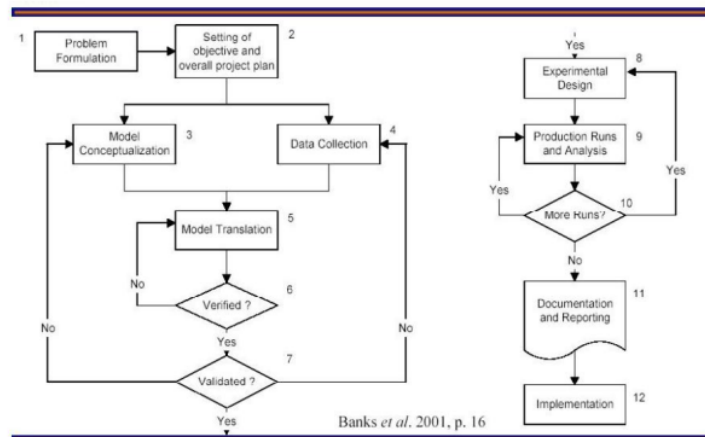 1
Problem
Formulation
2
Setting of
objective and
overall project plan
3
Model
Conceptualization
4
Data Collection
5
Model Translation
No
6
Verified ?
Yes
No
No
7
Validated ?
Yes
Yes
8
Experimental
Design
9
Production Runs
and Analysis
Yes
Yes
10
More Runs?
No
11
Documentation
and Reporting
12
Implementation
Banks et al. 2001, p. 16